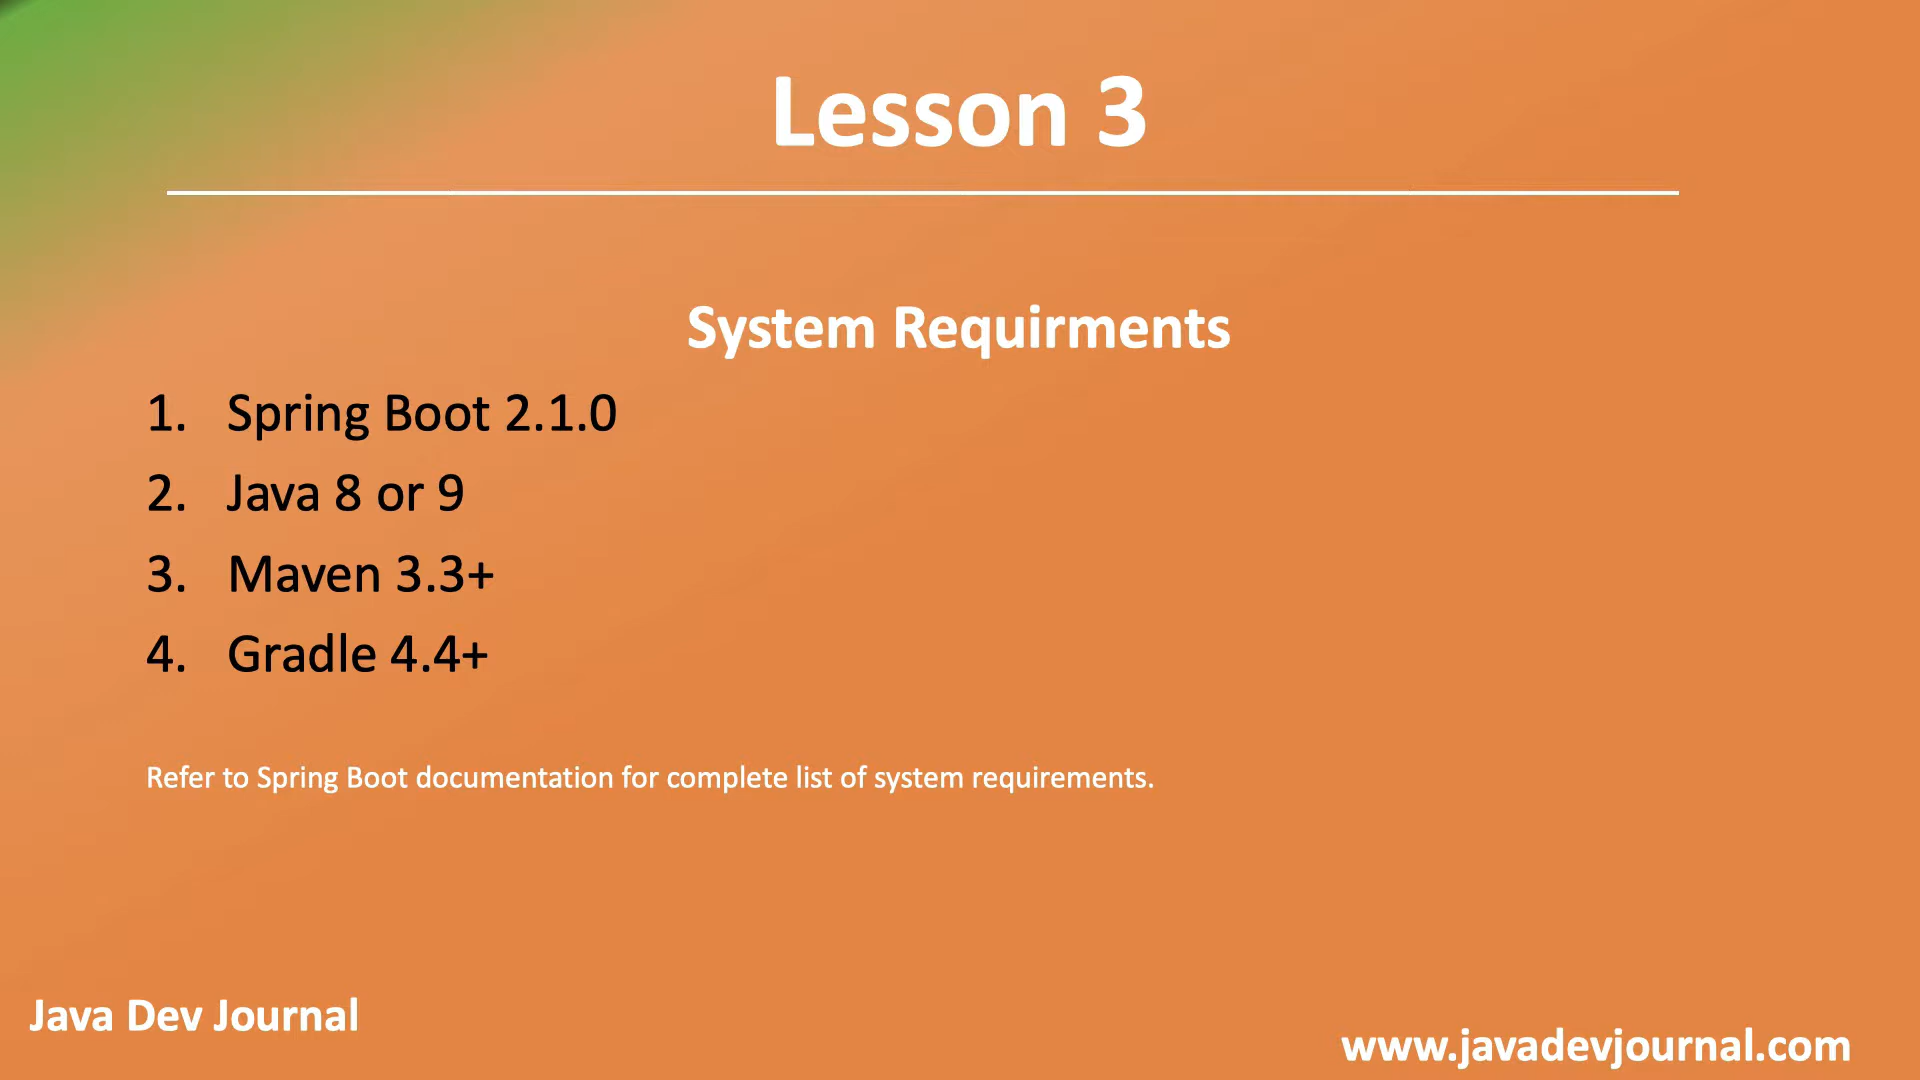 Lesson 3
System Requirments
1. Spring Boot 2.1.0
2. Java 8 or 9
3. Maven 3.3+
4. Gradle 4.4+
Refer to Spring Boot documentation for complete list of system requirements.
Java Dev Journal
www.javadevjournal.com